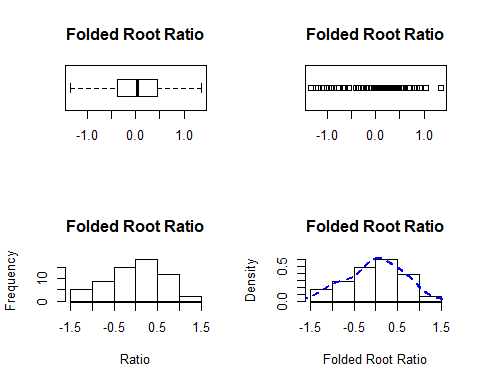 Folded Root Ratio
Folded Root Ratio
-1.0 0.0 1.0
-1.0 0.0 1.0
Folded Root Ratio
Folded Root Ratio
Frequency
0 10
-1.5 -0.5 0.5 1.5
Ratio
Density
0.0 0.5
-1.5 -0.5 0.5 1.5
Folded Root Ratio